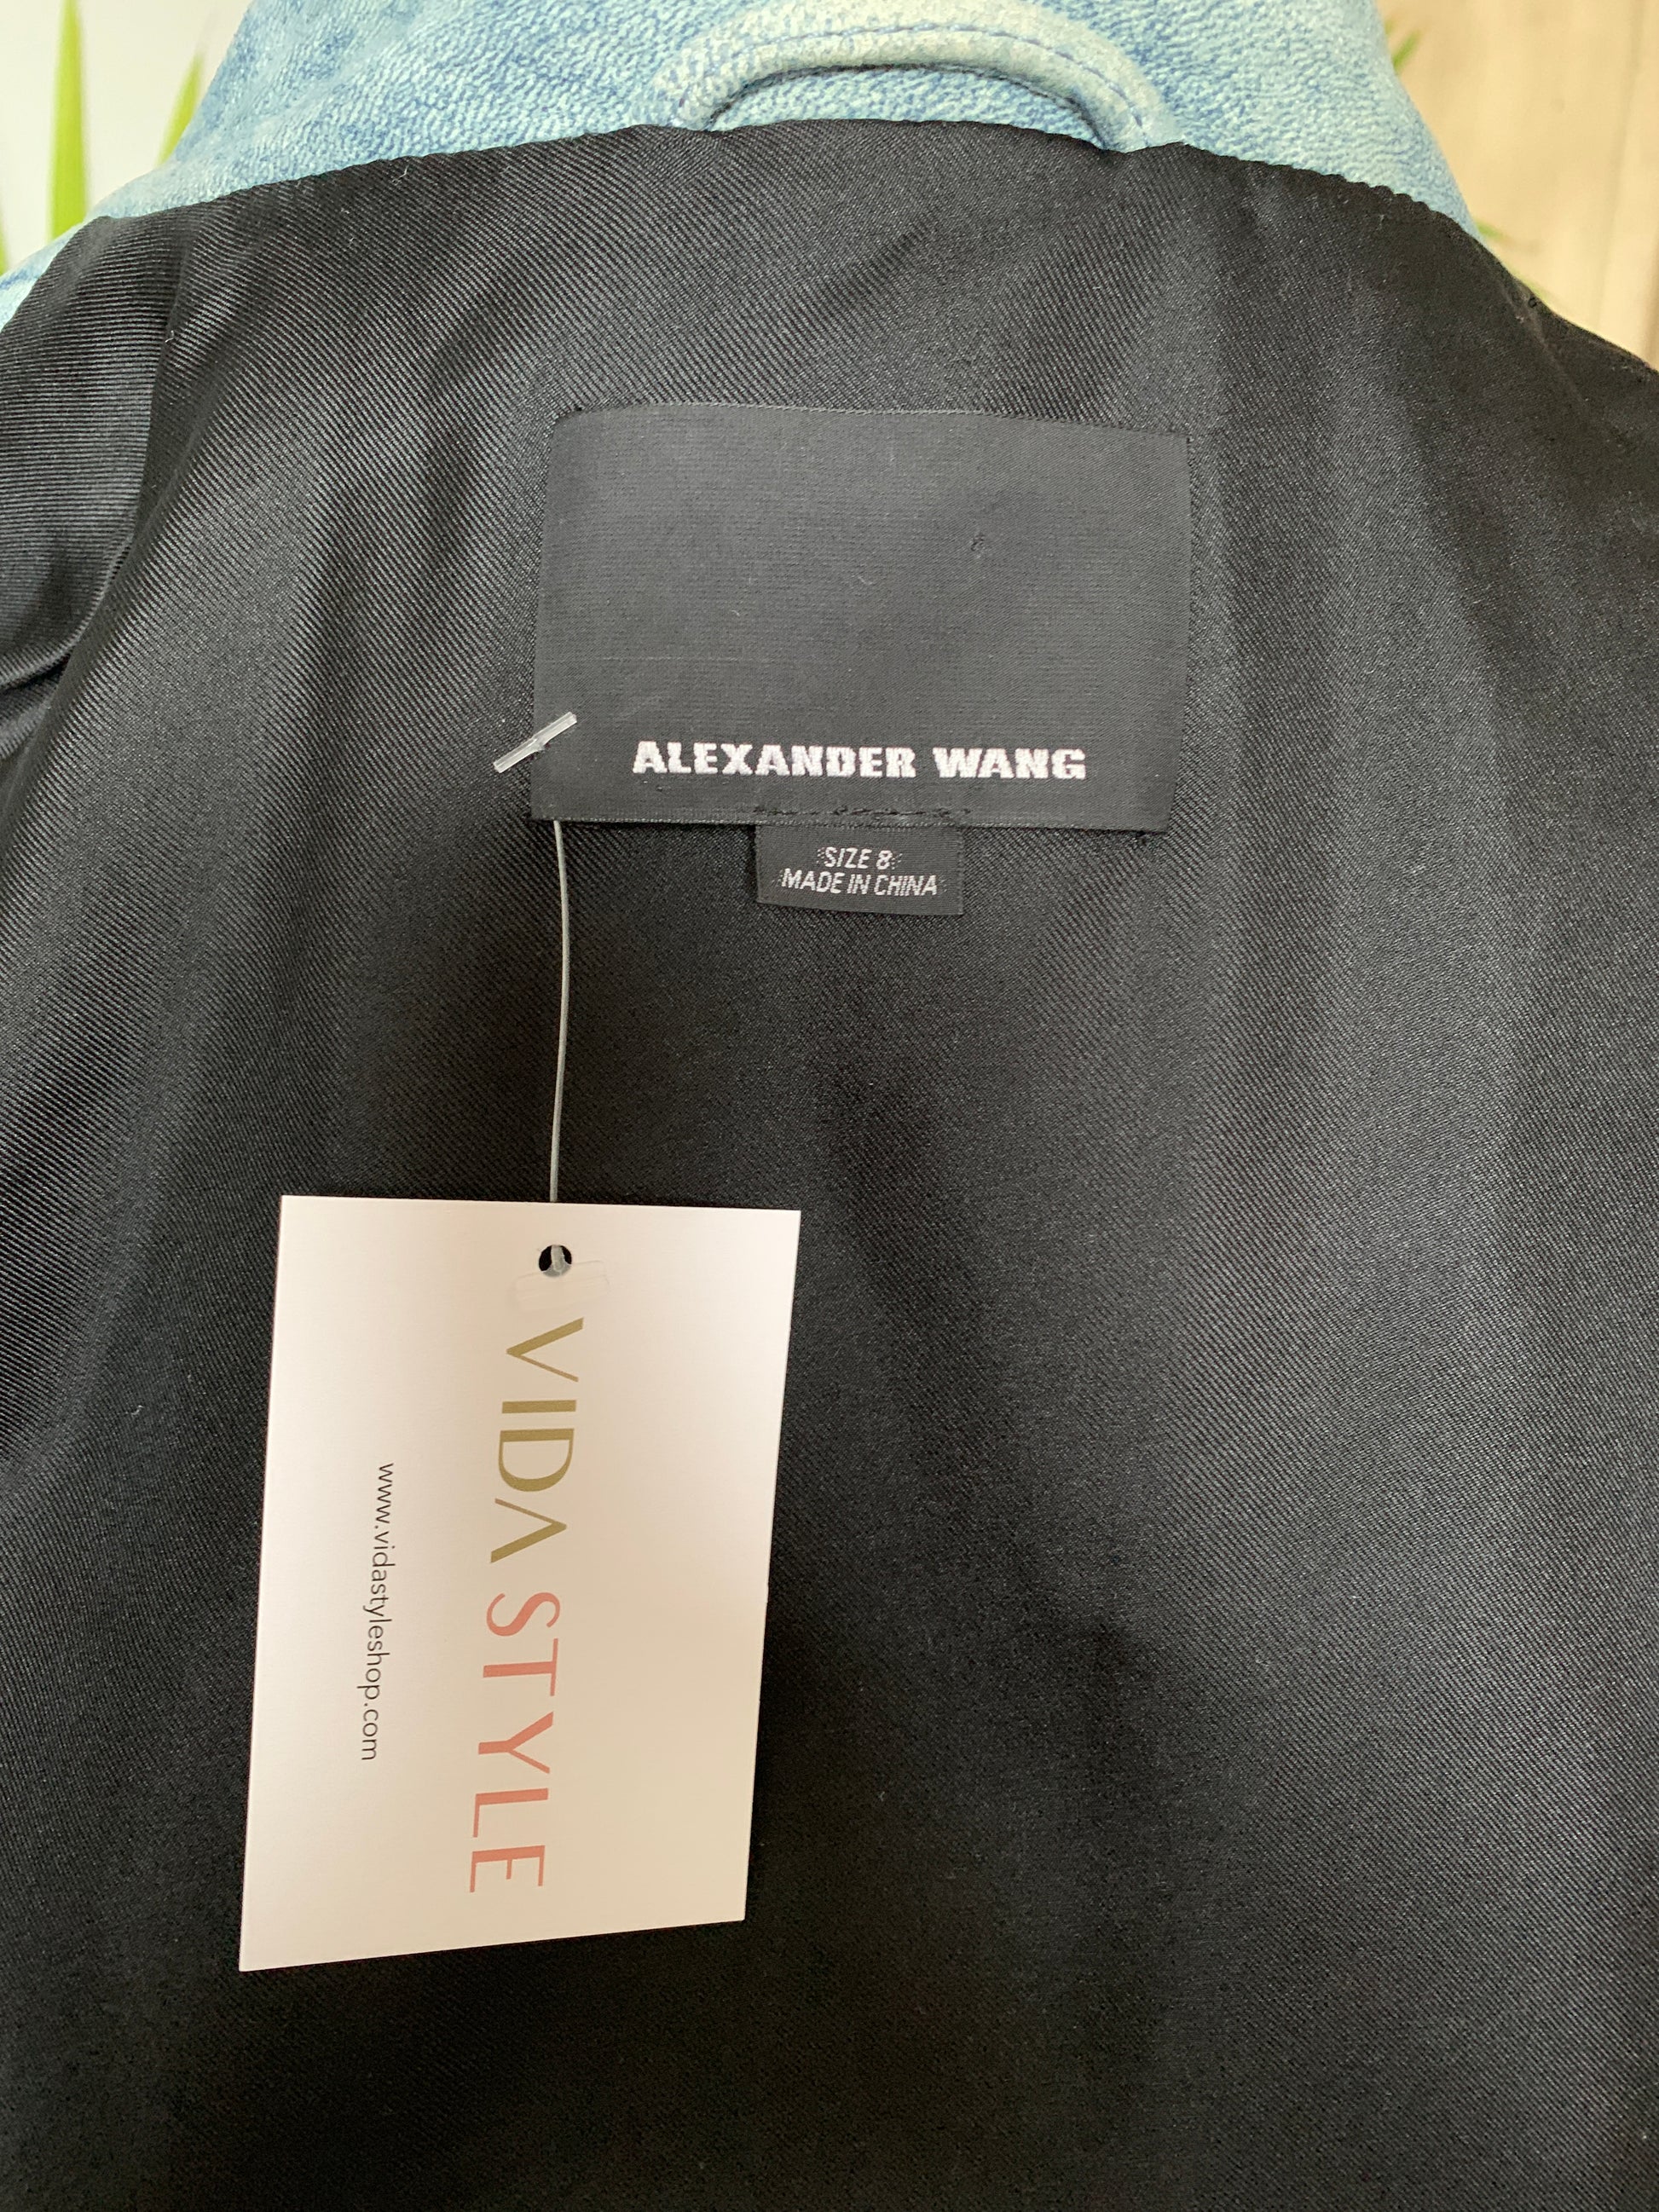 ALEXANDER WANG
SIZE 8
MADE IN CHINA
VIDA STYLE
www.vidastyleshop.com